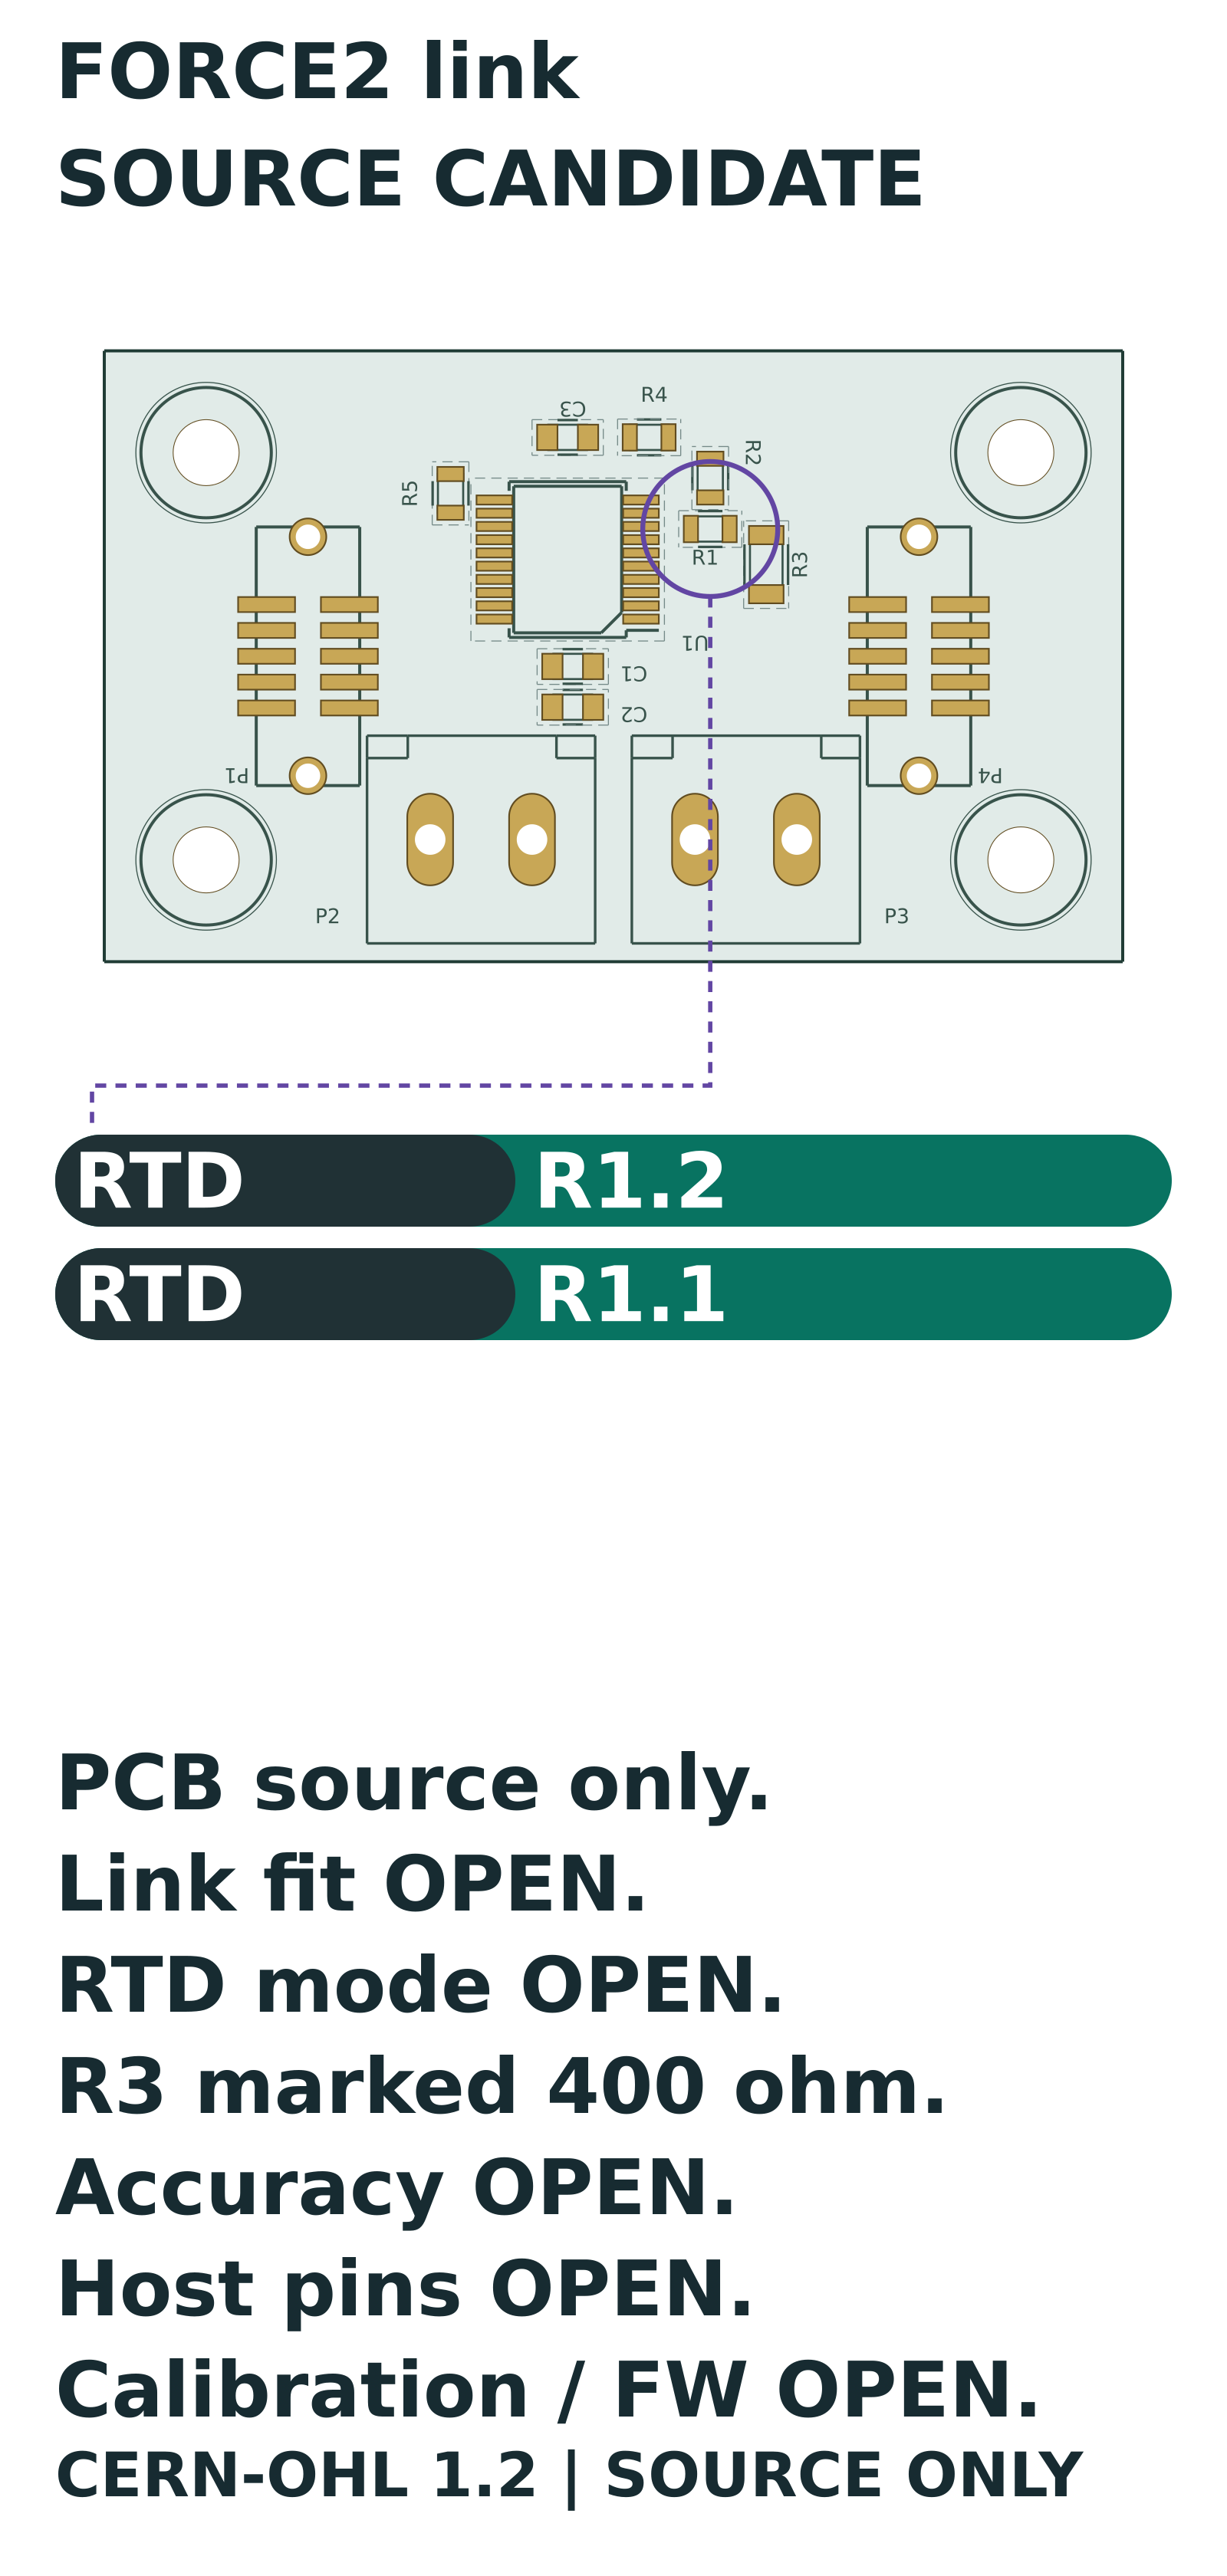 FORCE2 link
SOURCE CANDIDATE
C3
R4
R2
R5
R1
R3
U1
C1
C2
P1
P4
P2
P3
RTD R1.2
RTD R1.1
PCB source only.
Link fit OPEN.
RTD mode OPEN.
R3 marked 400 ohm.
Accuracy OPEN.
Host pins OPEN.
Calibration / FW OPEN.
CERN-OHL 1.2 | SOURCE ONLY